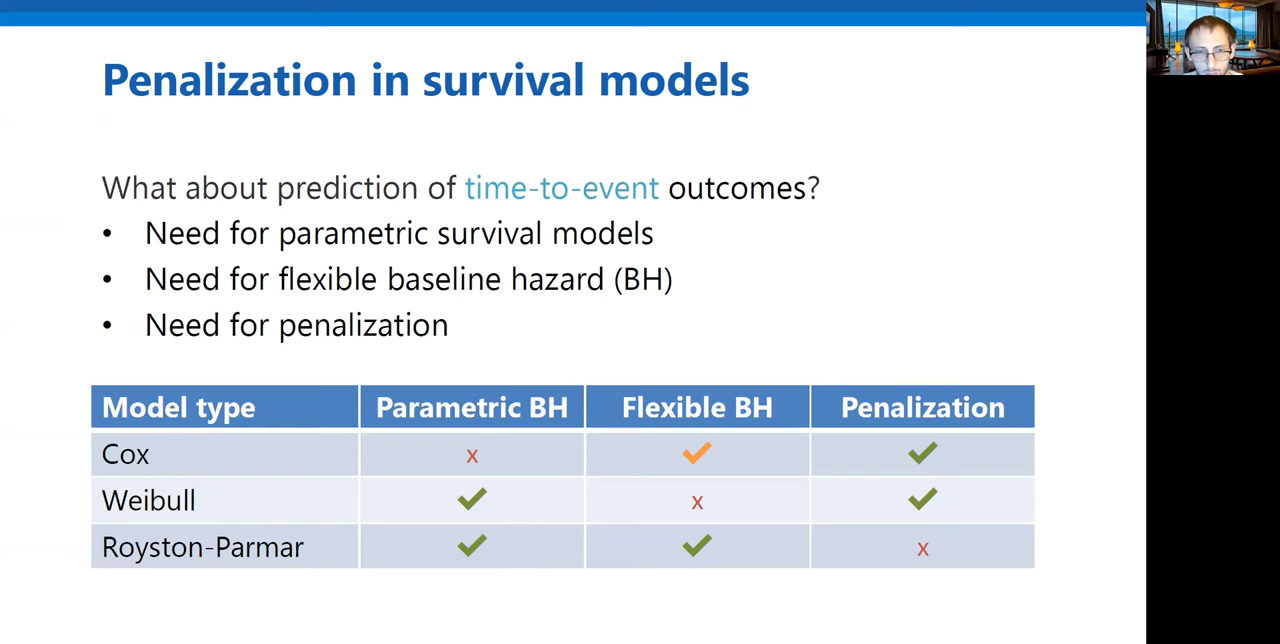 Penalization in survival models
What about prediction of time-to-event outcomes?
• Need for parametric survival models
• Need for flexible baseline hazard (BH)
• Need for penalization
Model type Parametric BH Flexible BH Penalization
Cox x ✓ ✓
Weibull ✓ x ✓
Royston-Parmar ✓ ✓ x